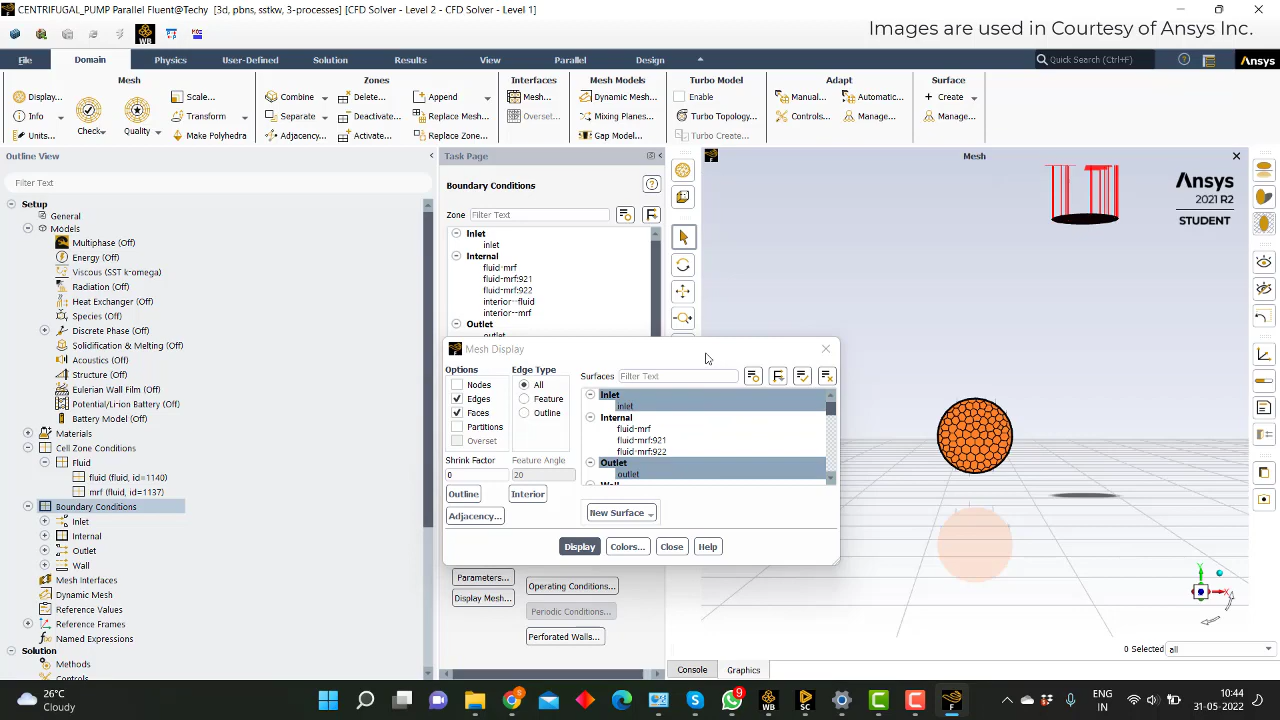 CENTRIFUGAL_PUMP Parallel Fluent@Techy [3d, pbns, sstkw, 3-processes] [CFD Solver - Level 2 - CFD Solver - Level 1]
Images are used in Courtesy of Ansys Inc.
File Domain Physics User-Defined Solution Results View Parallel Design Quick Search (Ctrl+F) Ansys
Mesh Zones Interfaces Mesh Models Turbo Model Adapt Surface
Display... Scale... Combine Delete... Append Mesh... Dynamic Mesh... Enable Manual... Automatic... Create
Info Check Quality Transform Separate Deactivate... Replace Mesh... Overset... Mixing Planes... Turbo Topology... Controls... Manage... Manage...
Units... Make Polyhedra Adjacency... Activate... Replace Zone... Gap Model... Turbo Create...
Outline View
Filter Text
Setup
General
Models
Multiphase (Off)
Energy (Off)
Viscous (SST k-omega)
Radiation (Off)
Heat Exchanger (Off)
Species (Off)
Discrete Phase (Off)
Solidification & Melting (Off)
Acoustics (Off)
Structure (Off)
Eulerian Wall Film (Off)
Potential/Li-ion Battery (Off)
Battery Model (Off)
Materials
Cell Zone Conditions
Fluid
fluid (fluid, id=1140)
mrf (fluid, id=1137)
Boundary Conditions
Inlet
Internal
Outlet
Wall
Mesh Interfaces
Dynamic Mesh
Reference Values
Reference Frames
Named Expressions
Solution
Methods
Controls
Task Page
Boundary Conditions
Zone Filter Text
Inlet
inlet
Internal
fluid-mrf
fluid-mrf:921
fluid-mrf:922
interior--fluid
interior--mrf
Outlet
outlet
Mesh Display
Options Edge Type
Nodes All
Edges Feature
Faces Outline
Partitions
Overset
Shrink Factor Feature Angle
0 20
Outline Interior
Adjacency...
Surfaces Filter Text
Inlet
inlet
Internal
fluid-mrf
fluid-mrf:921
fluid-mrf:922
Outlet
outlet
Wall
New Surface
Display Colors... Close Help
Parameters... Operating Conditions...
Display Mesh... Periodic Conditions...
Perforated Walls...
Mesh
Ansys
2021 R2
STUDENT
Y
X
0 Selected all
Console Graphics
26°C
Cloudy
WB SC 9 F
ENG
IN
10:44
31-05-2022